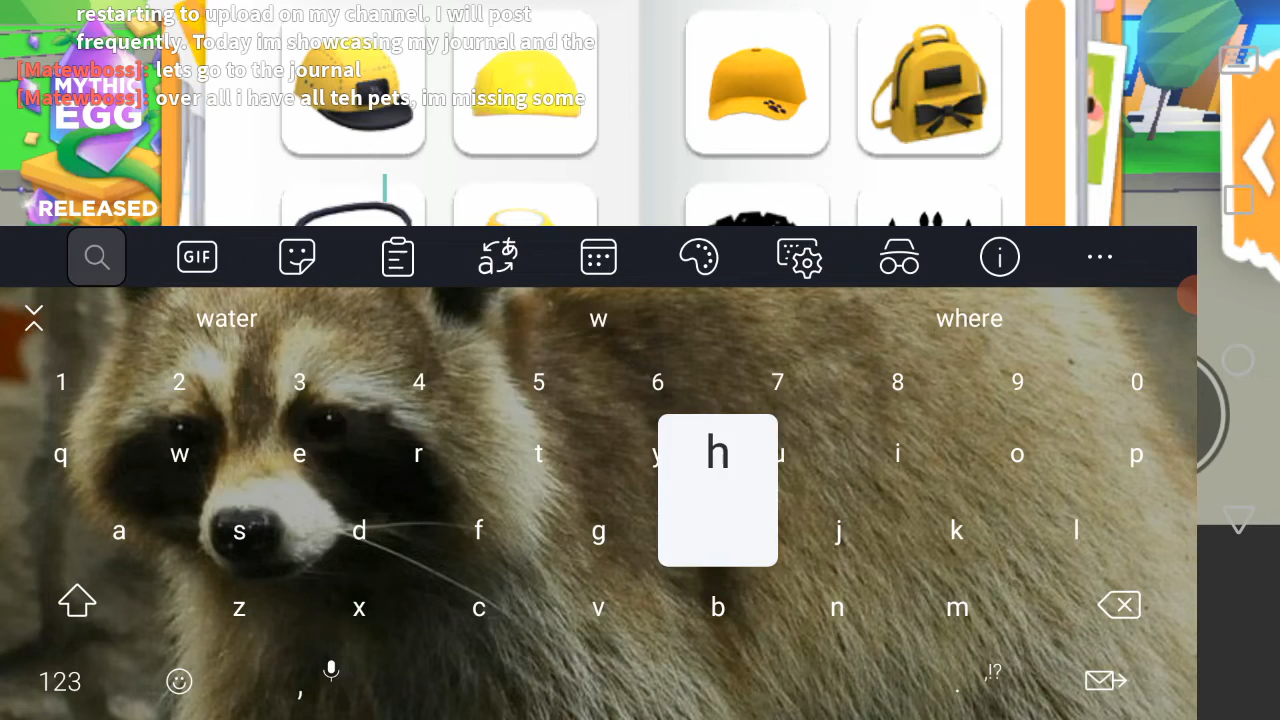 restarting to upload on my channel. I will post
frequently. Today im showcasing my journal and the
[Matewboss]: lets go to the journal
[Matewboss]: over all i have all teh pets, im missing some
MYTHIC
EGG
RELEASED
GIF
aあ
water w where
1 2 3 4 5 6 7 8 9 0
q w e r t y u i o p
h
a s d f g j k l
z x c v b n m
,!?
123 , .